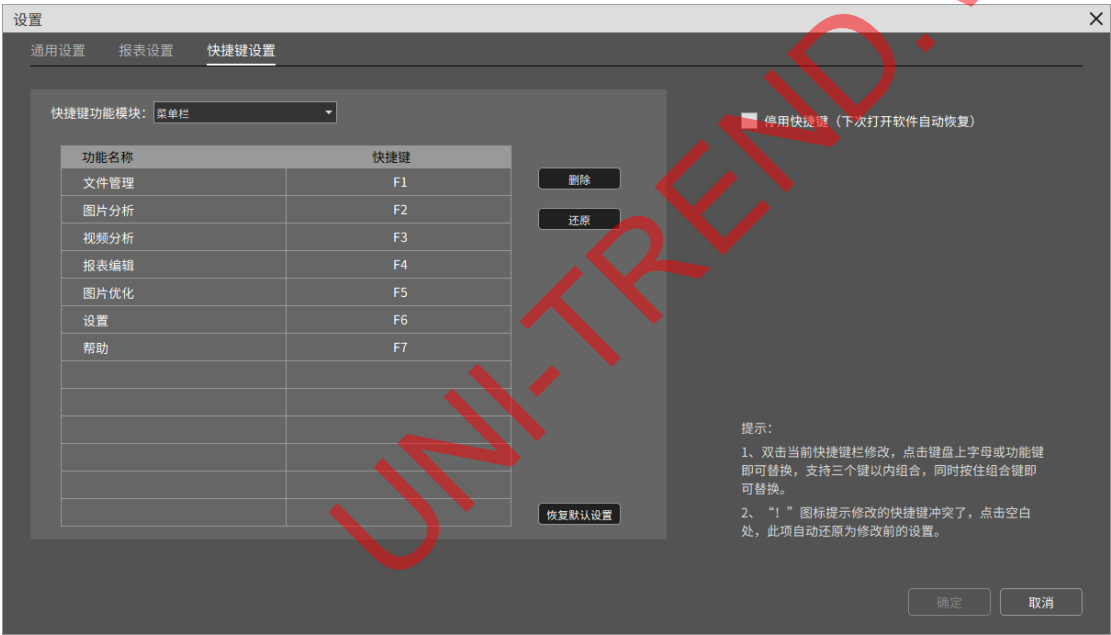 设置
通用设置 报表设置 快捷键设置
快捷键功能模块： 菜单栏
停用快捷键（下次打开软件自动恢复）
功能名称 快捷键
文件管理 F1
图片分析 F2
视频分析 F3
报表编辑 F4
图片优化 F5
设置 F6
帮助 F7
删除
还原
恢复默认设置
提示：
1、双击当前快捷键栏修改，点击键盘上字母或功能键
即可替换，支持三个键以内组合，同时按住组合键即
可替换。
2、“！”图标提示修改的快捷键冲突了，点击空白
处，此项自动还原为修改前的设置。
确定 取消
UNI-TREND.